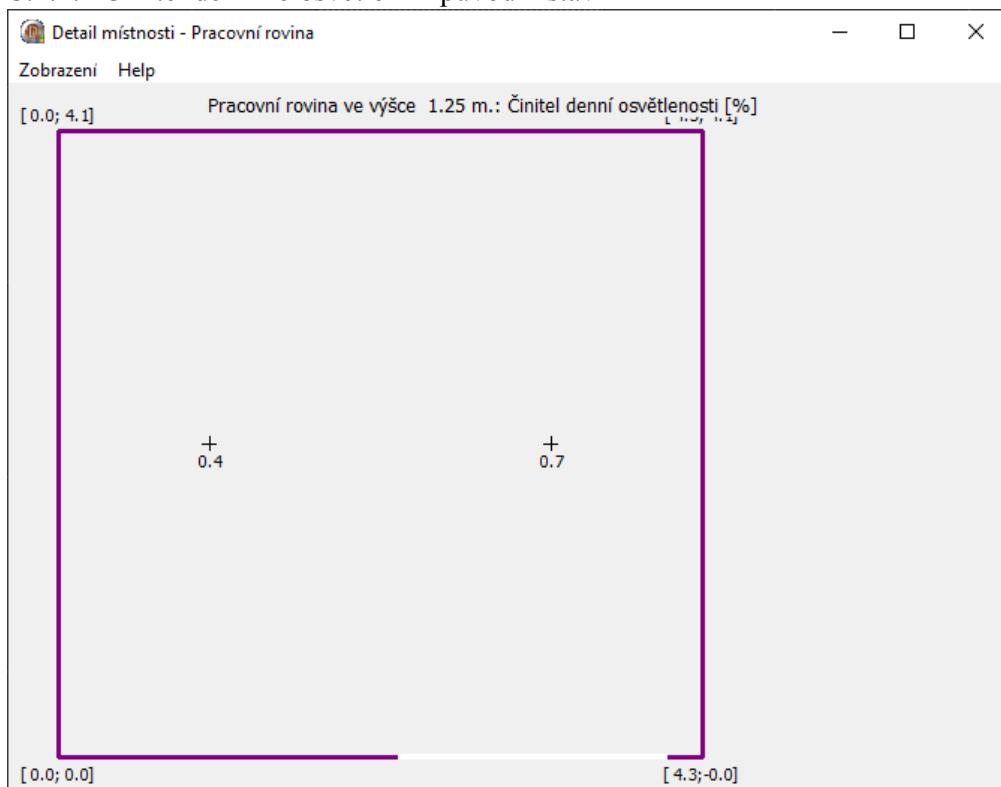 Detail místnosti - Pracovní rovina
Zobrazení Help
Pracovní rovina ve výšce 1.25 m.: Činitel denní osvětlenosti [%]
[ 0.0; 4.1]
0.4
0.7
[ 0.0; 0.0]
[ 4.3;-0.0]